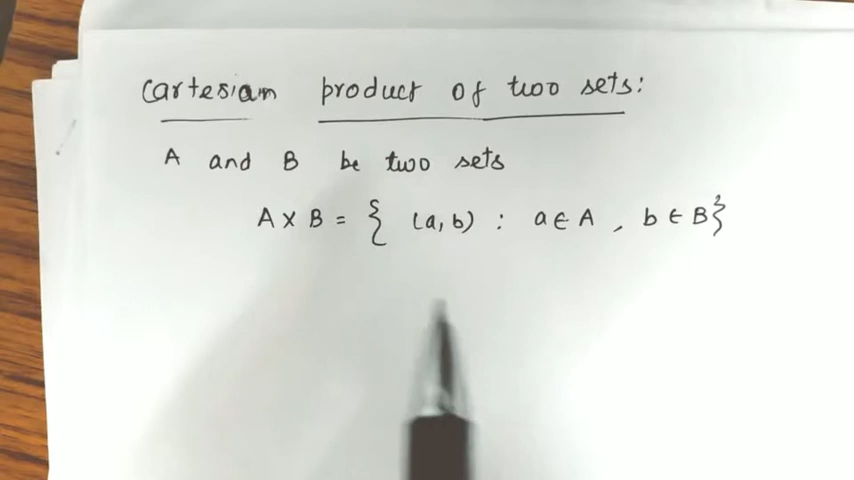 Cartesian product of two sets:
A and B be two sets
A × B = { (a, b) : a ∈ A , b ∈ B }